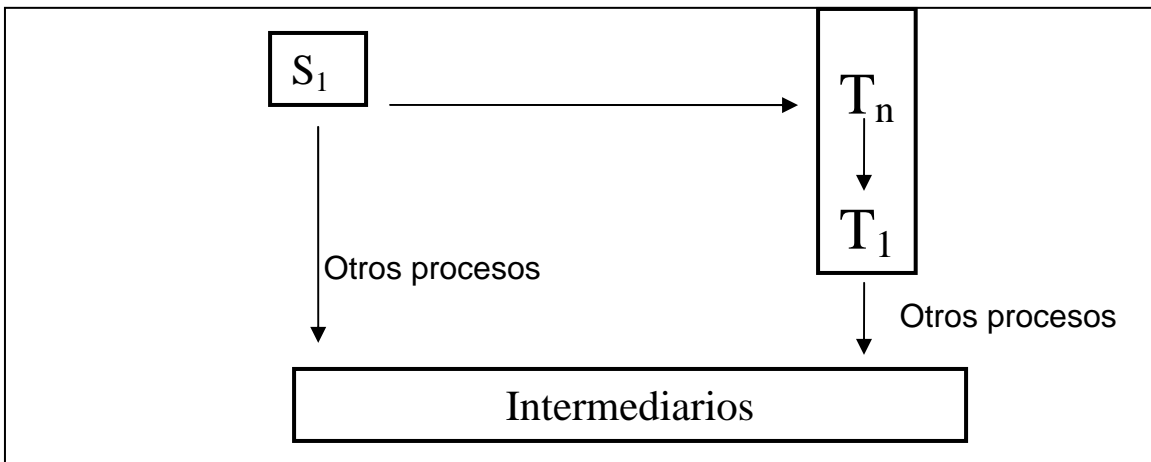 S₁
Tₙ
T₁
Otros procesos
Otros procesos
Intermediarios